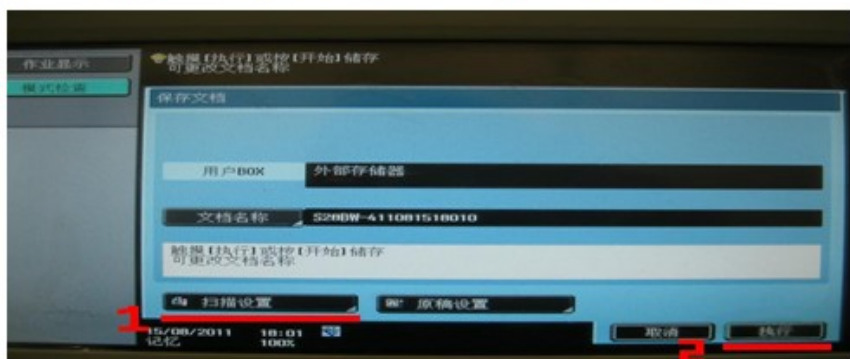 作业显示
模式检索
触摸【执行】或按【开始】储存
可更改文档名称
保存文档
用户BOX 外部存储器
文档名称 S20BW-411081518010
触摸【执行】或按【开始】储存
可更改文档名称
1 扫描设置 原稿设置
15/08/2011 18:01
记忆 100%
取消 执行
2